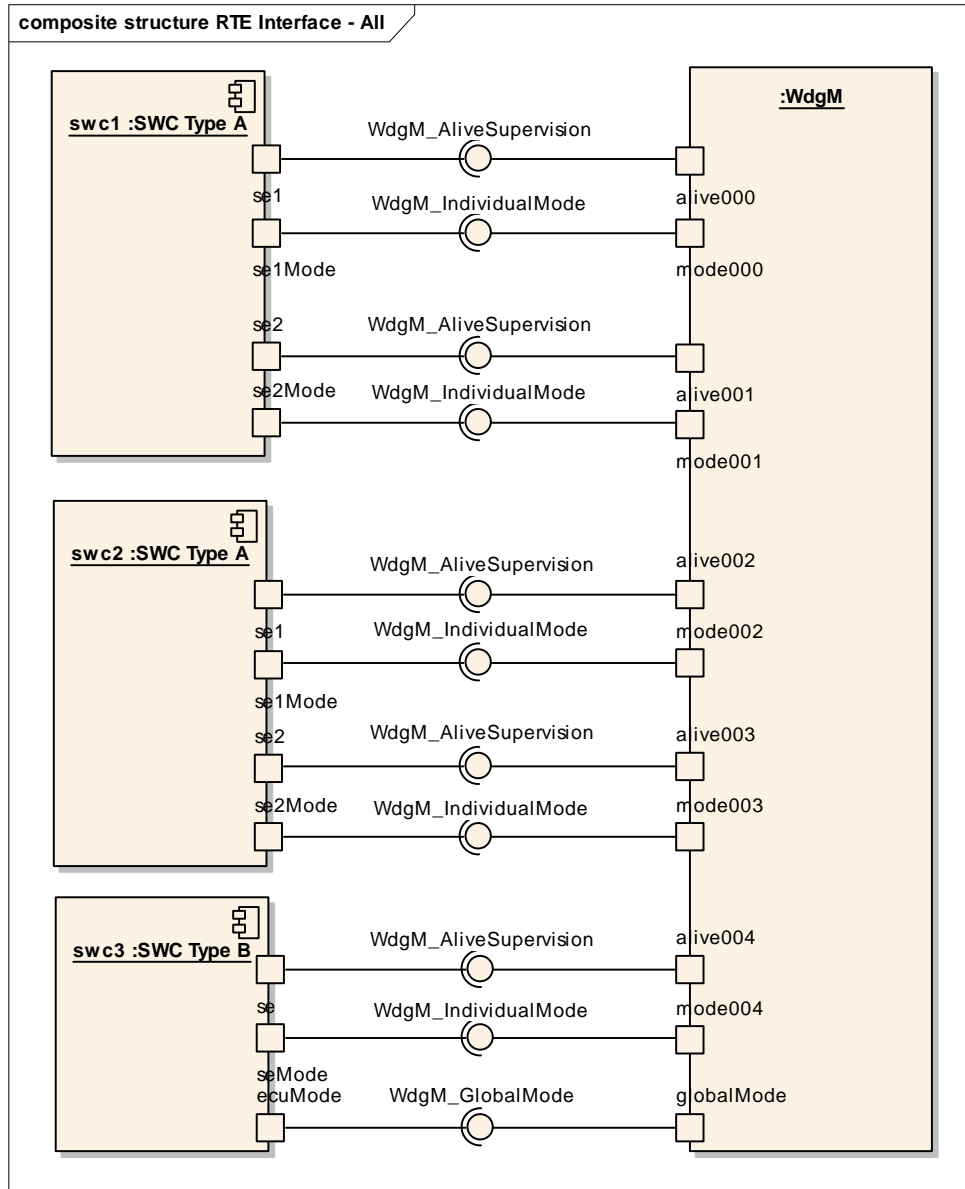 composite structure RTE Interface - All
swc1 :SWC Type A
:WdgM
WdgM_AliveSupervision
se1
alive000
WdgM_IndividualMode
se1Mode
mode000
se2
WdgM_AliveSupervision
se2Mode
WdgM_IndividualMode
alive001
mode001
swc2 :SWC Type A
WdgM_AliveSupervision
alive002
se1
WdgM_IndividualMode
mode002
se1Mode
se2
WdgM_AliveSupervision
alive003
se2Mode
WdgM_IndividualMode
mode003
swc3 :SWC Type B
WdgM_AliveSupervision
alive004
se
WdgM_IndividualMode
mode004
seMode
ecuMode
WdgM_GlobalMode
globalMode